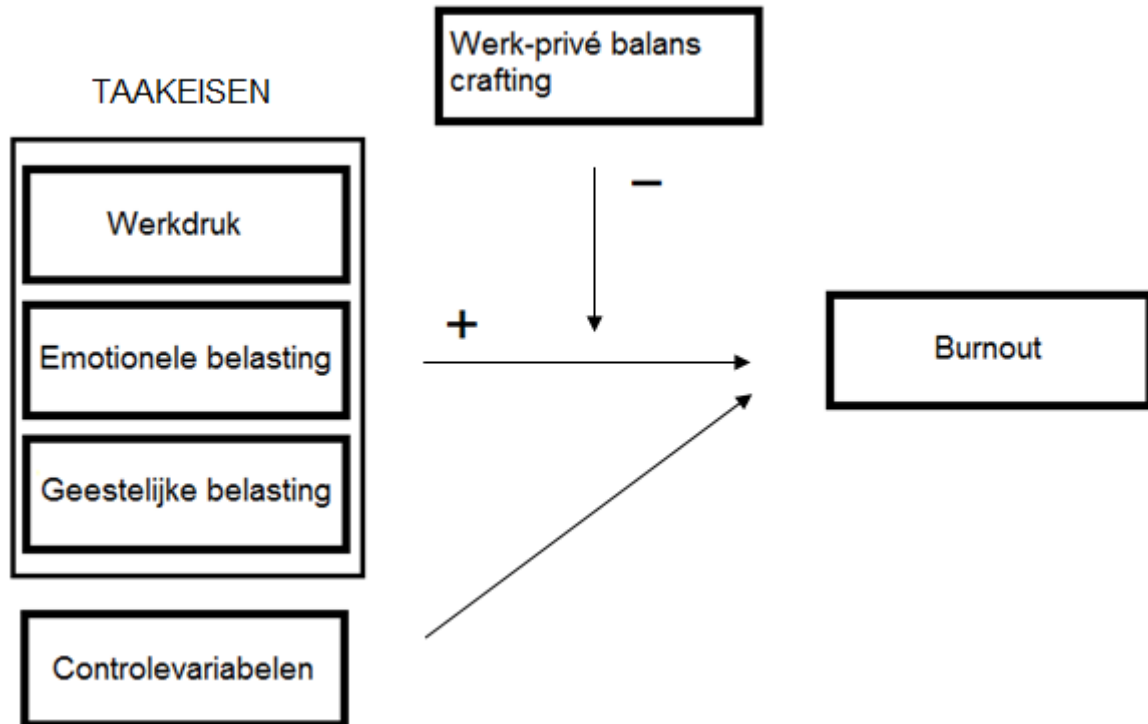 Werk-privé balans
crafting
TAAKEISEN
Werkdruk
−
+
Emotionele belasting
Burnout
Geestelijke belasting
Controlevariabelen